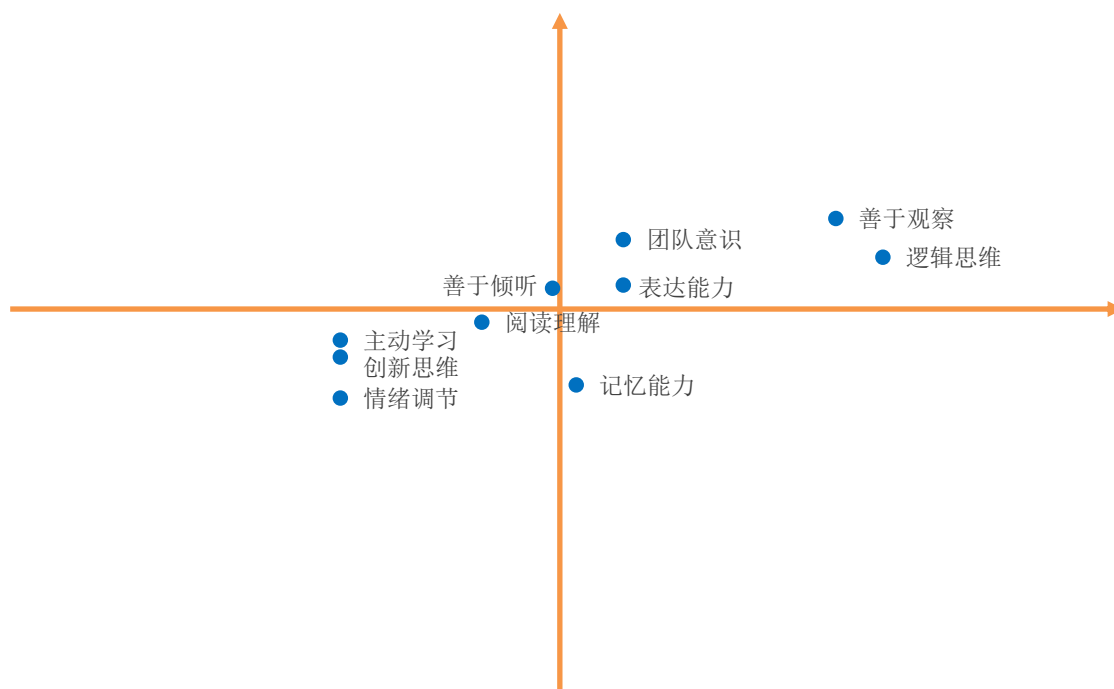 善于观察
团队意识
逻辑思维
善于倾听
表达能力
阅读理解
主动学习
创新思维
记忆能力
情绪调节